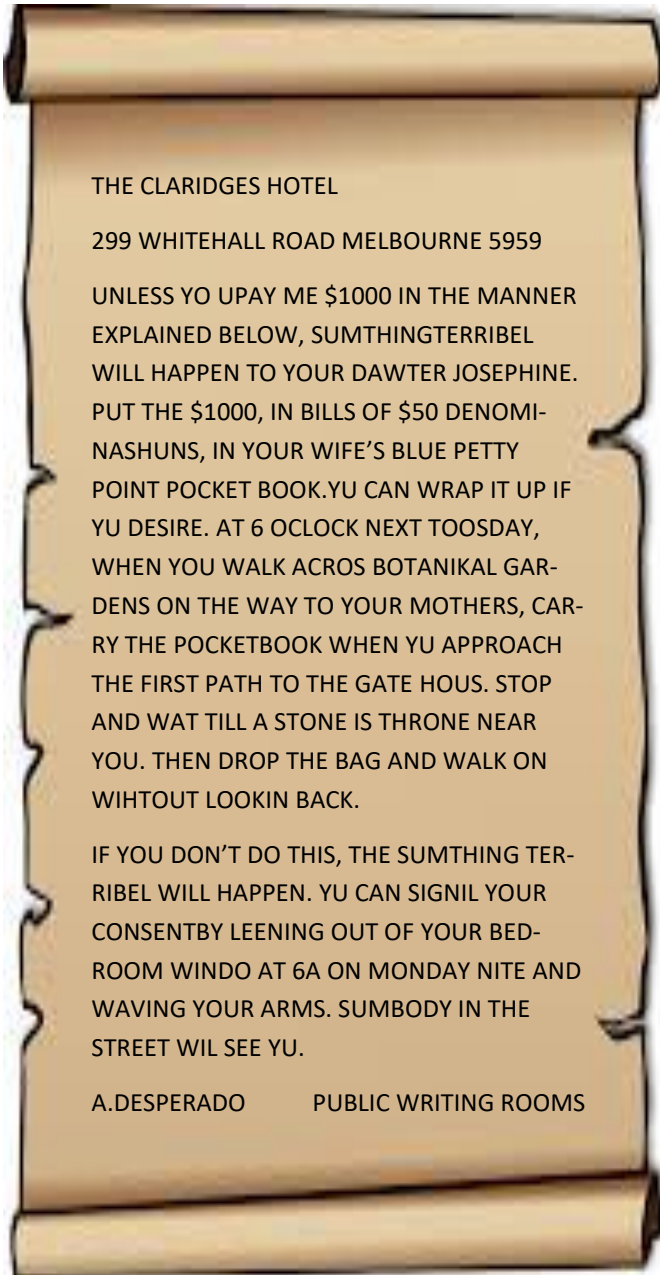 THE CLARIDGES HOTEL
299 WHITEHALL ROAD MELBOURNE 5959
UNLESS YO UPAY ME $1000 IN THE MANNER
EXPLAINED BELOW, SUMTHINGTERRIBEL
WILL HAPPEN TO YOUR DAWTER JOSEPHINE.
PUT THE $1000, IN BILLS OF $50 DENOMI-
NASHUNS, IN YOUR WIFE’S BLUE PETTY
POINT POCKET BOOK.YU CAN WRAP IT UP IF
YU DESIRE. AT 6 OCLOCK NEXT TOOSDAY,
WHEN YOU WALK ACROS BOTANIKAL GAR-
DENS ON THE WAY TO YOUR MOTHERS, CAR-
RY THE POCKETBOOK WHEN YU APPROACH
THE FIRST PATH TO THE GATE HOUS. STOP
AND WAT TILL A STONE IS THRONE NEAR
YOU. THEN DROP THE BAG AND WALK ON
WIHTOUT LOOKIN BACK.
IF YOU DON’T DO THIS, THE SUMTHING TER-
RIBEL WILL HAPPEN. YU CAN SIGNIL YOUR
CONSENTBY LEENING OUT OF YOUR BED-
ROOM WINDO AT 6A ON MONDAY NITE AND
WAVING YOUR ARMS. SUMBODY IN THE
STREET WIL SEE YU.
A.DESPERADO PUBLIC WRITING ROOMS